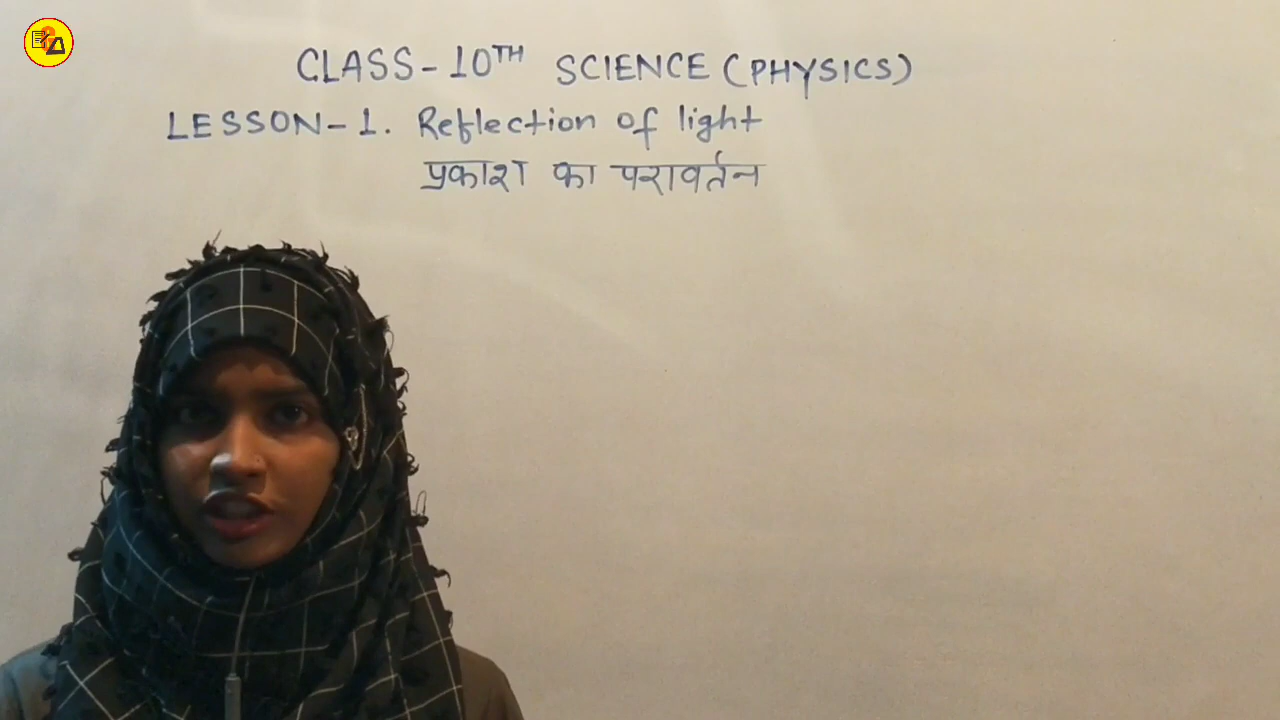 CLASS-10TH SCIENCE (PHYSICS)
LESSON-1. Reflection of light
प्रकाश का परावर्तन